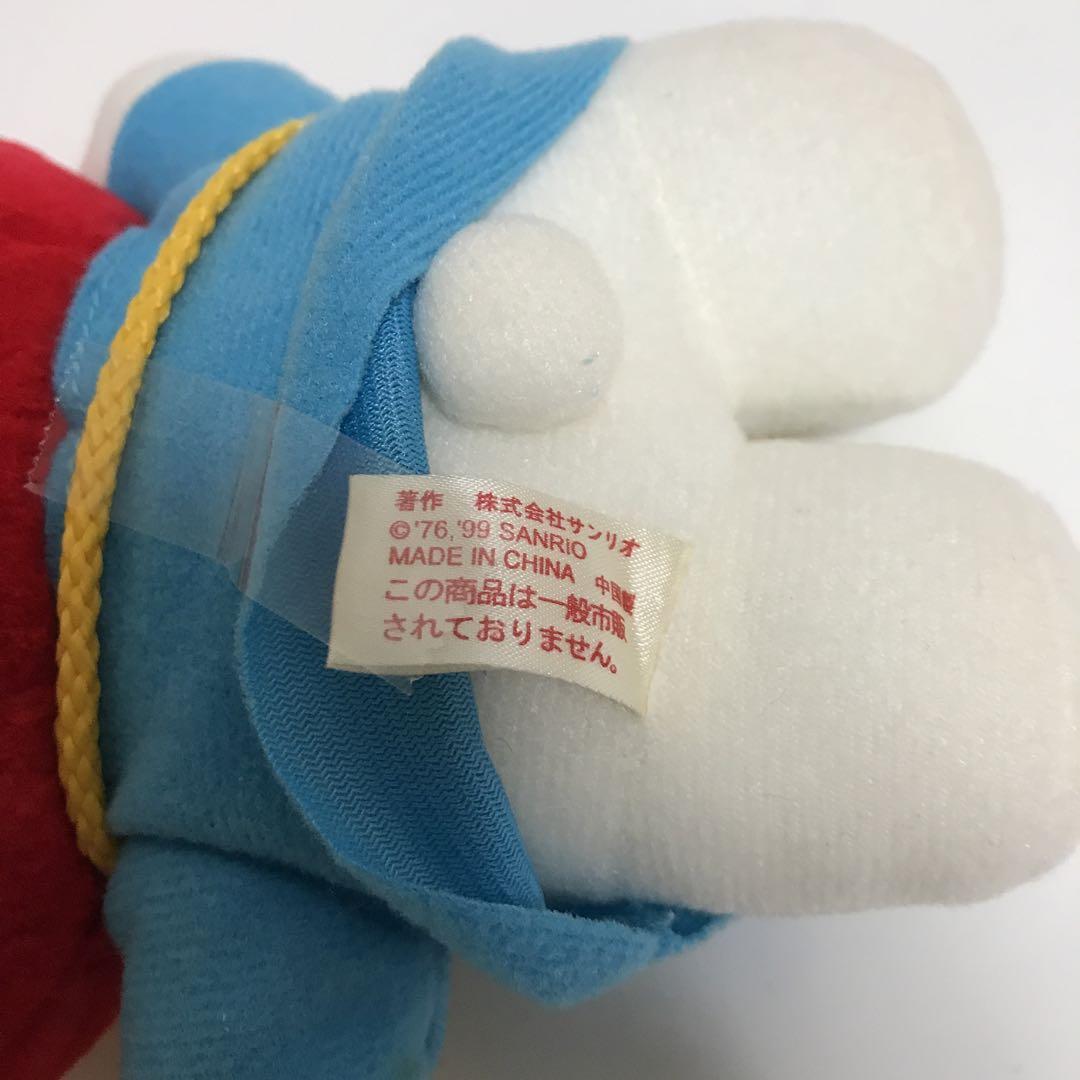 著作 株式会社サンリオ
©'76,'99 SANRIO
MADE IN CHINA 中国製
この商品は一般市販
されておりません。